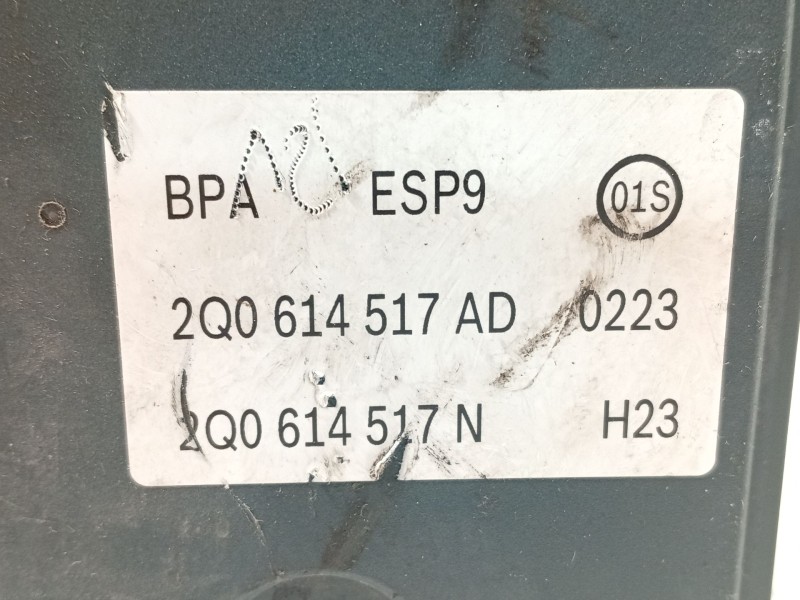 BPA ESP9 01S
2Q0 614 517 AD 0223
2Q0 614 517 N H23